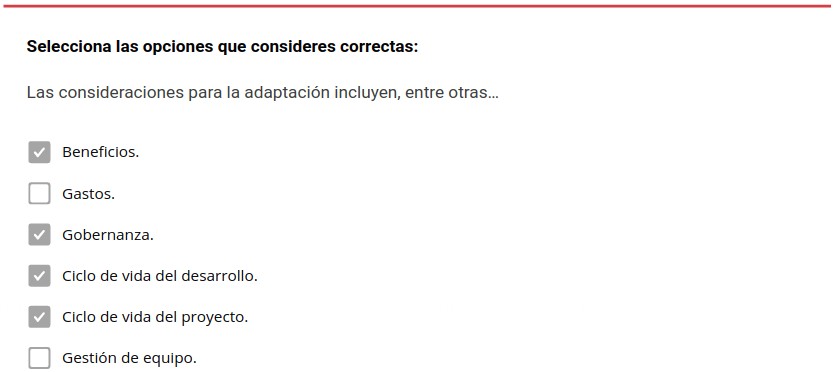 Selecciona las opciones que consideres correctas:
Las consideraciones para la adaptación incluyen, entre otras...
Beneficios.
Gastos.
Gobernanza.
Ciclo de vida del desarrollo.
Ciclo de vida del proyecto.
Gestión de equipo.